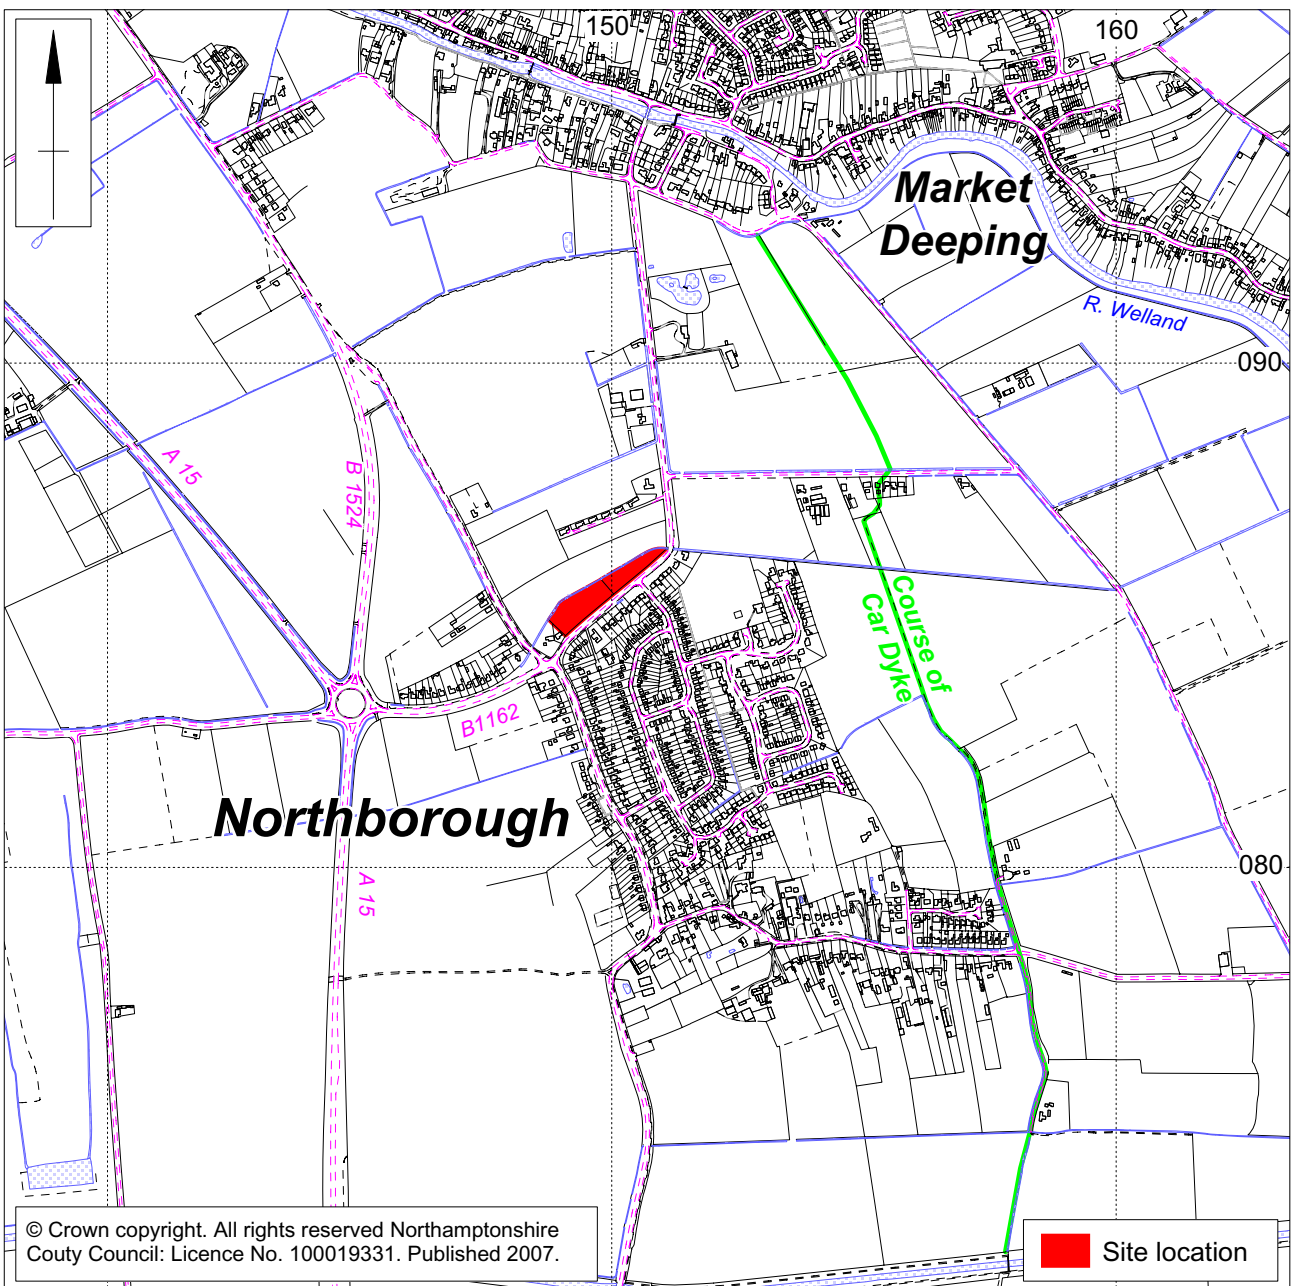 150
160
Market
Deeping
R. Welland
090
A 15
B 1524
Course of
Car Dyke
B1162
Northborough
080
A 15
© Crown copyright. All rights reserved Northamptonshire
Couty Council: Licence No. 100019331. Published 2007.
Site location